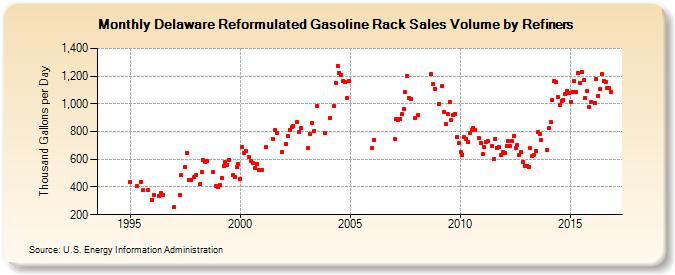 Monthly Delaware Reformulated Gasoline Rack Sales Volume by Refiners
Thousand Gallons per Day
1,400
1,200
1,000
800
600
400
200
1995 2000 2005 2010 2015
Source: U.S. Energy Information Administration